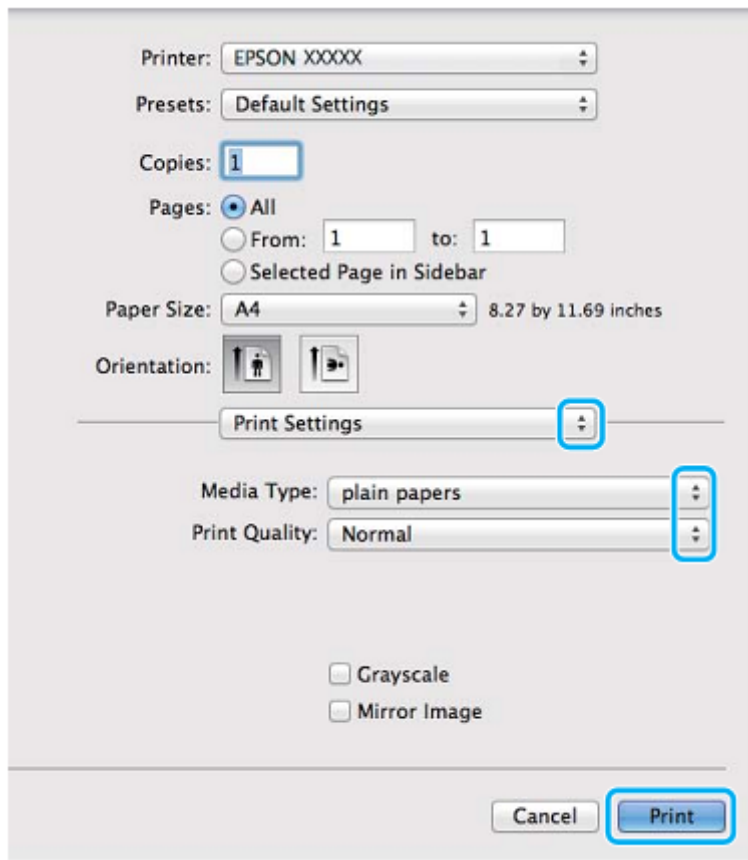 Printer: EPSON XXXXX
Presets: Default Settings
Copies: 1
Pages: All
From: 1 to: 1
Selected Page in Sidebar
Paper Size: A4 8.27 by 11.69 inches
Orientation:
Print Settings
Media Type: plain papers
Print Quality: Normal
Grayscale
Mirror Image
Cancel Print